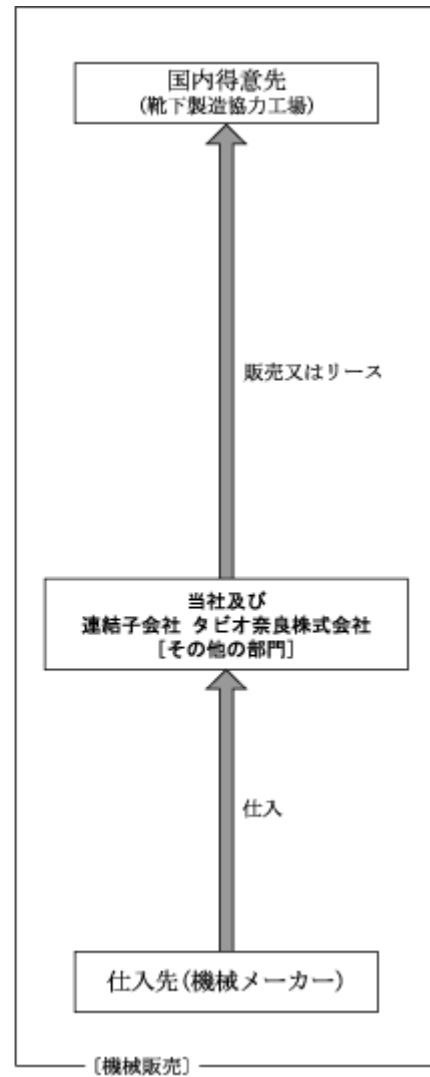 国内得意先
(靴下製造協力工場)
販売又はリース
当社及び
連結子会社 タビオ奈良株式会社
[その他の部門]
仕入
仕入先(機械メーカー)
〔機械販売〕